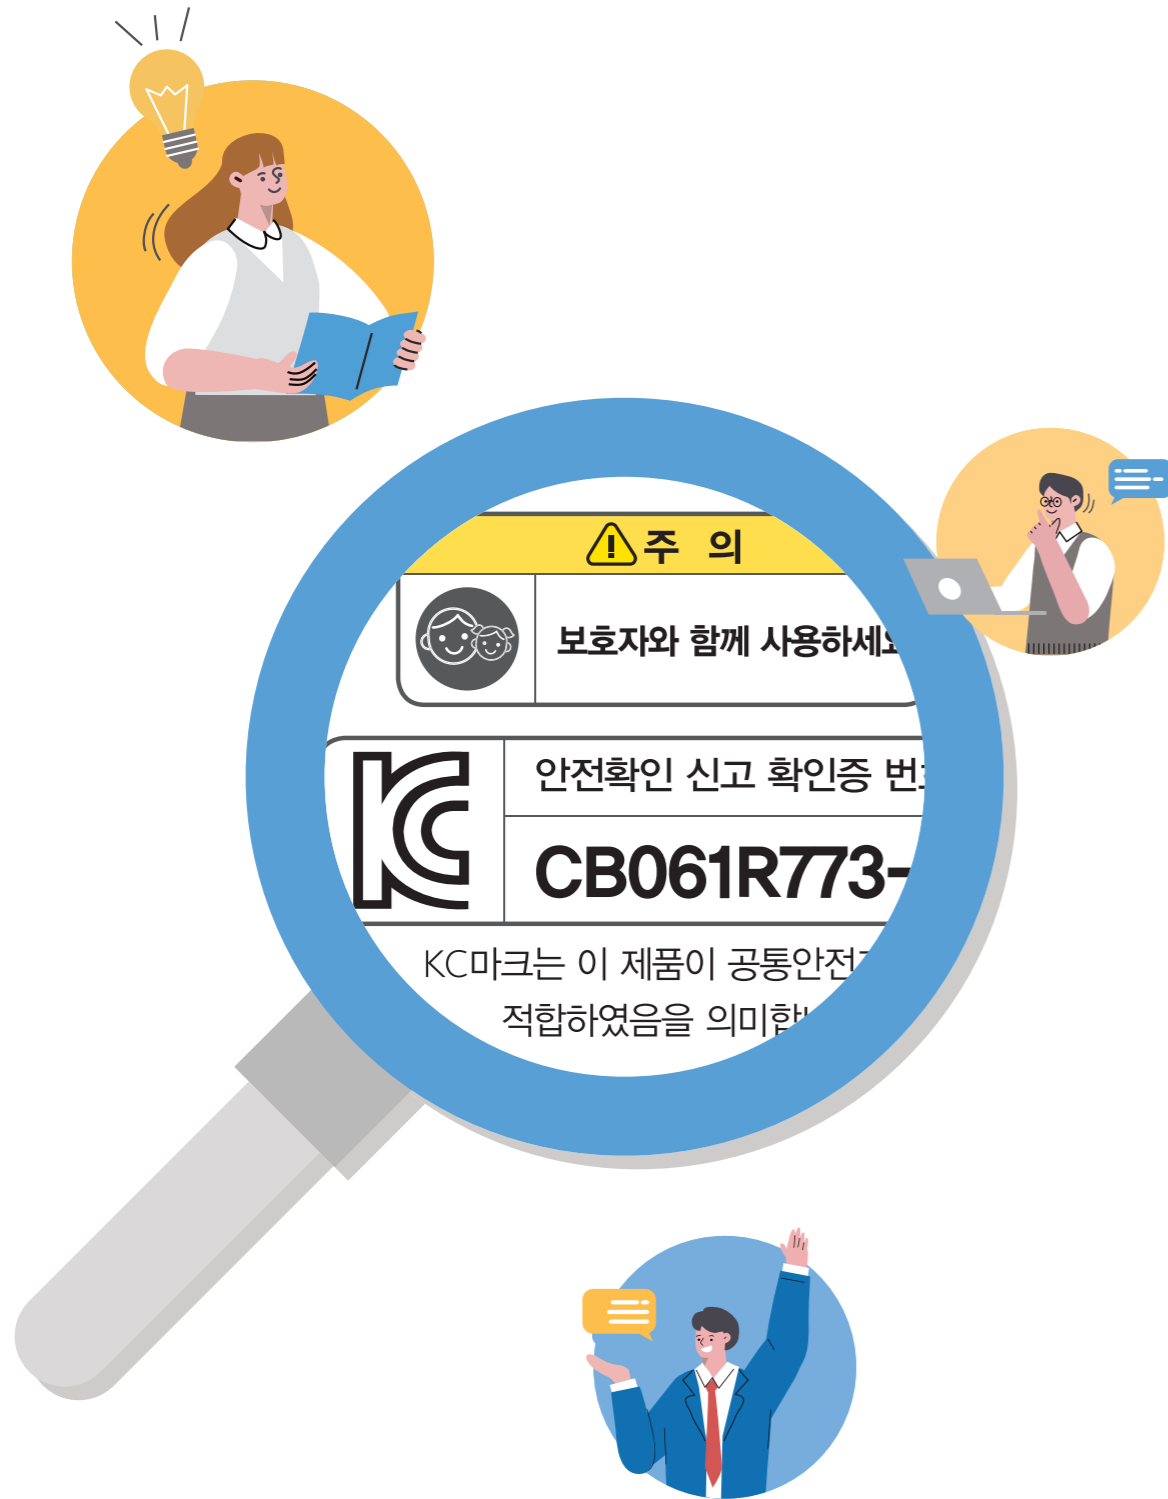 주 의
보호자와 함께 사용하세
KC
안전확인 신고 확인증
CB061R773-
KC마크는 이 제품이 공통안전
적합하였음을 의미합